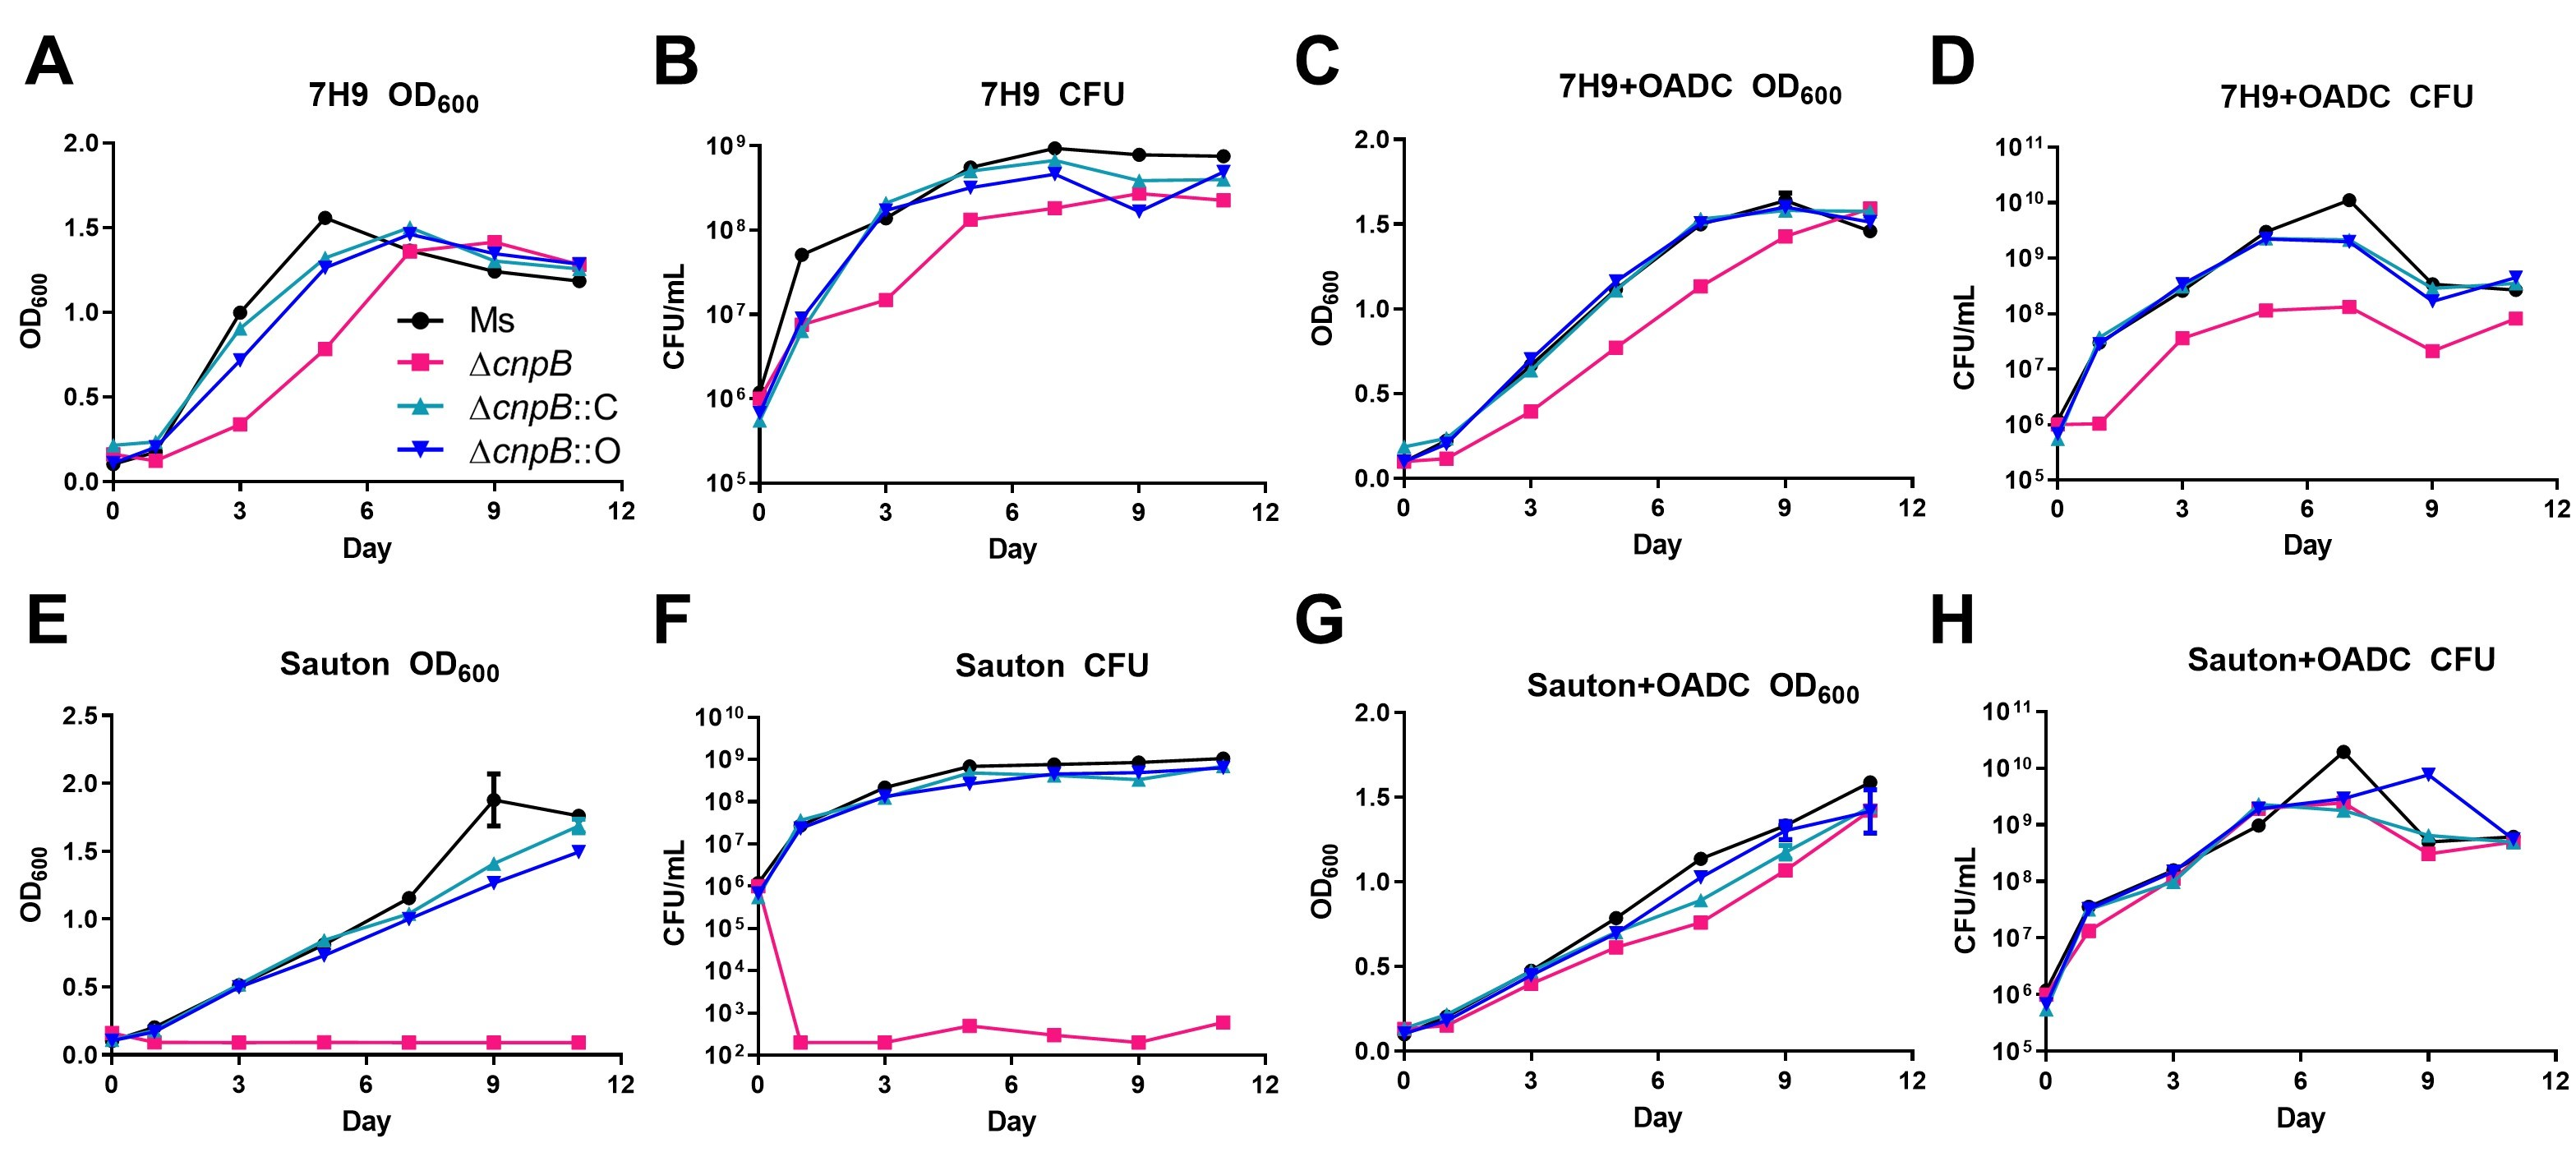 A
7H9 OD600
OD600
2.0
1.5
1.0
0.5
0.0
0 3 6 9 12
Day
Ms
ΔcnpB
ΔcnpB::C
ΔcnpB::O
B
7H9 CFU
CFU/mL
10^9
10^8
10^7
10^6
10^5
0 3 6 9 12
Day
C
7H9+OADC OD600
OD600
2.0
1.5
1.0
0.5
0.0
0 3 6 9 12
Day
D
7H9+OADC CFU
CFU/mL
10^11
10^10
10^9
10^8
10^7
10^6
10^5
0 3 6 9 12
Day
E
Sauton OD600
OD600
2.5
2.0
1.5
1.0
0.5
0.0
0 3 6 9 12
Day
F
Sauton CFU
CFU/mL
10^10
10^9
10^8
10^7
10^6
10^5
10^4
10^3
10^2
0 3 6 9 12
Day
G
Sauton+OADC OD600
OD600
2.0
1.5
1.0
0.5
0.0
0 3 6 9 12
Day
H
Sauton+OADC CFU
CFU/mL
10^11
10^10
10^9
10^8
10^7
10^6
10^5
0 3 6 9 12
Day